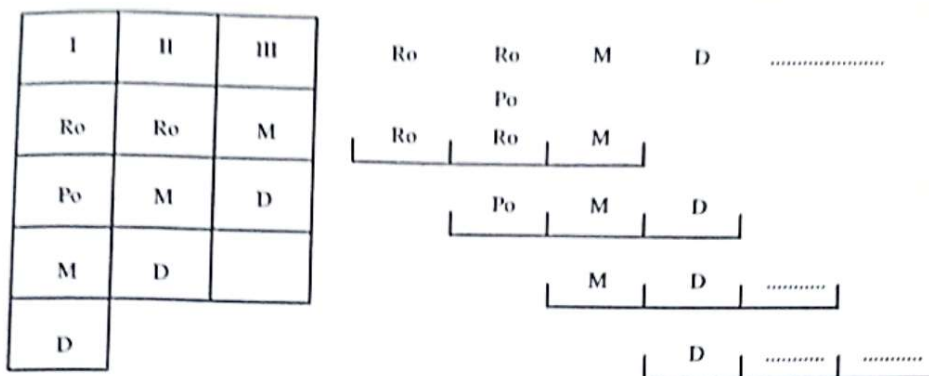 I II III
Ro Ro M
Po M D
M D
D
Ro Ro M D .....................
Po
Ro Ro M
Po M D
M D ...........
D ........... ...........